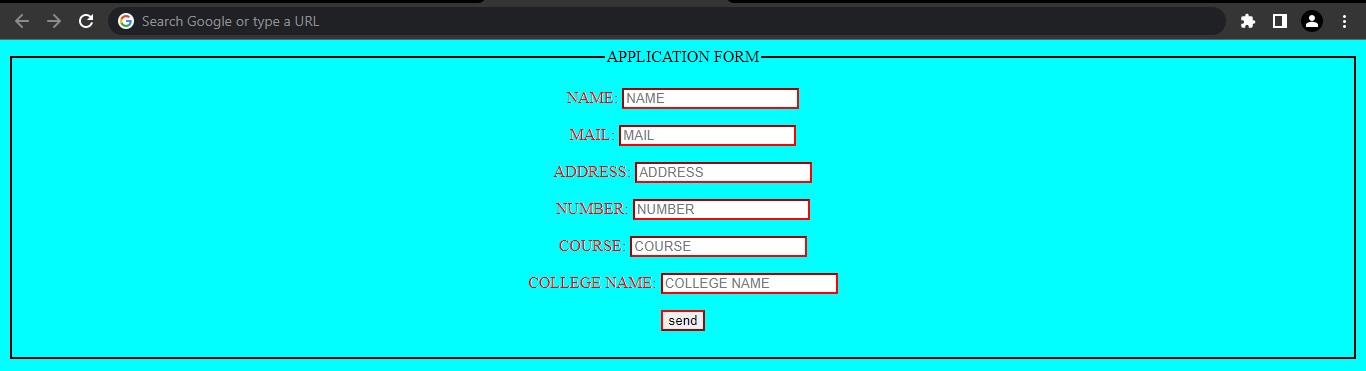 Search Google or type a URL
APPLICATION FORM
NAME: NAME
MAIL: MAIL
ADDRESS: ADDRESS
NUMBER: NUMBER
COURSE: COURSE
COLLEGE NAME: COLLEGE NAME
send